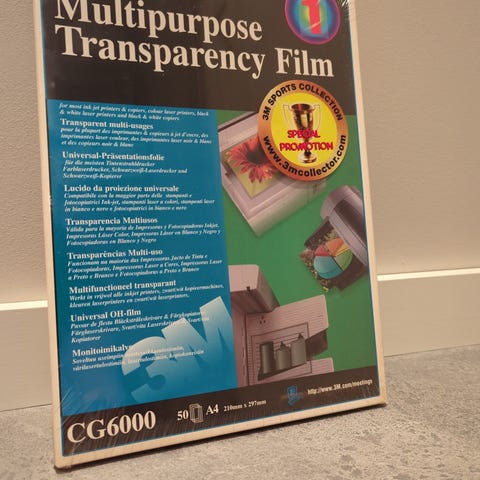 Multipurpose
Transparency Film
1
for most ink jet printers & copiers, colour laser printers, black
& white laser printers and black & white copiers
Transparent multi-usages
pour la plupart des imprimantes & copieurs à jet d'encre, des
imprimantes laser couleur, des imprimantes laser noir & blanc
et des copieurs noir & blanc
Universal-Präsentationsfolie
für die meisten Tintenstrahldrucker
Farblaserdrucker, Schwarzweiß-Laserdrucker und
Schwarzweiß-Kopierer
Lucido da proiezione universale
Compatibile con la maggior parte delle stampanti e
fotocopiatrici Ink-jet, stampanti laser a colori, stampanti laser
in bianco e nero e fotocopiatrici in bianco e nero
Transparencia Multiusos
Válida para la mayoría de Impresoras y Fotocopiadoras Inkjet,
Impresoras Láser Color, Impresoras Láser en Blanco y Negro y
Fotocopiadoras en Blanco y Negro
Transparências Multi-uso
Funcionam na maioria das Impressoras Jacto de Tinta e
Fotocopiadoras, Impressoras Laser a Cores, Impressoras Laser
a Preto e Branco e Fotocopiadoras a Preto e Branco
Multifunctioneel transparant
Werkt in vrijwel alle inkjet printers, zwart/wit kopieermachines,
kleuren laserprinters en zwart/wit laserprinters.
Universal OH-film
Passar de flesta Bläckstråleskrivare & Färgkopiatorer,
Färglaserskrivare, Svart/vita Laserskrivare & Svart/vita
Kopiatorer
Monitoimikalvo
Soveltuu useimpiin
3M
3M SPORTS COLLECTION
SPECIAL
PROMOTION
www.3mcollector.com
http://www.3M.com/meetings
CG6000
50 A4 210mm x 297mm